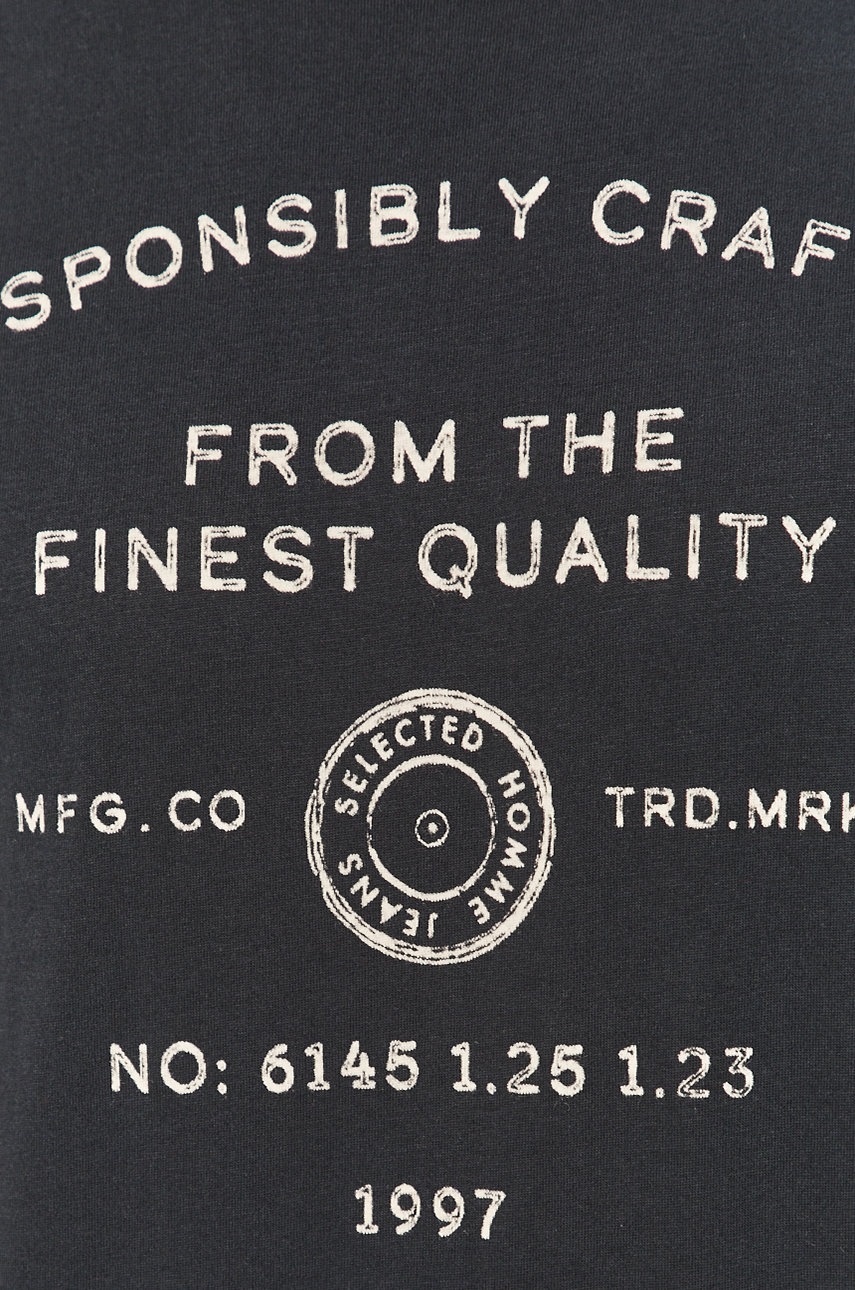 SPONSIBLY CRAF
FROM THE
FINEST QUALITY
MFG.CO
SELECTED HOMME JEANS
TRD.MRK
NO: 6145 1.25 1.23
1997